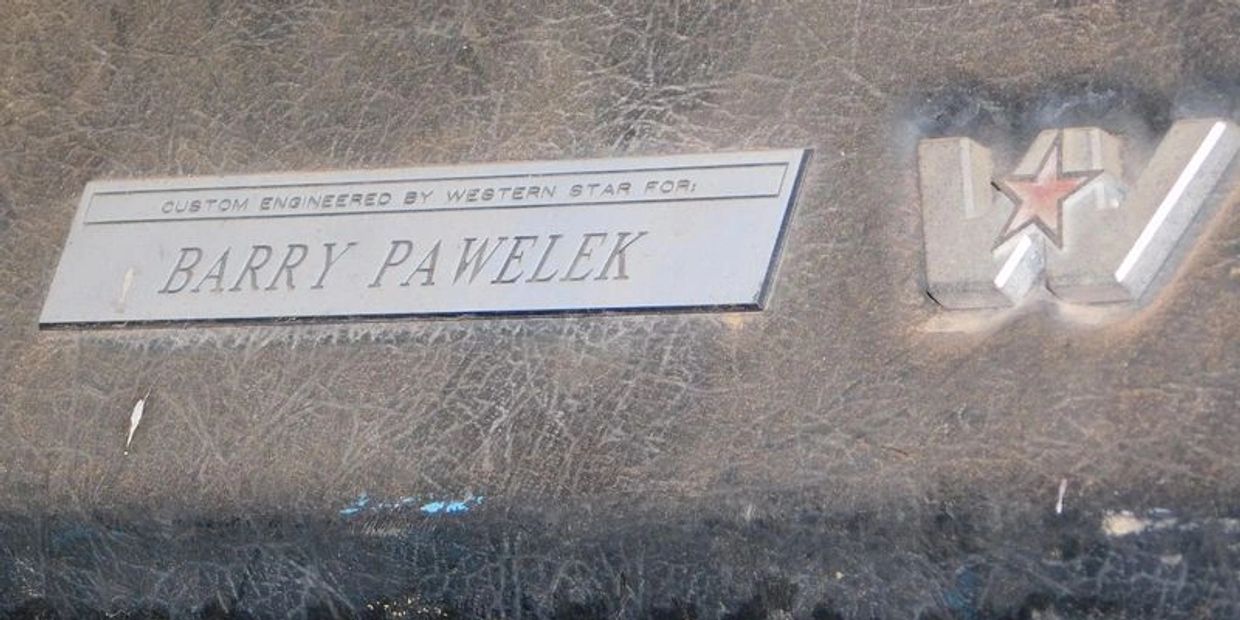 CUSTOM ENGINEERED BY WESTERN STAR FOR:
BARRY PAWELEK
W